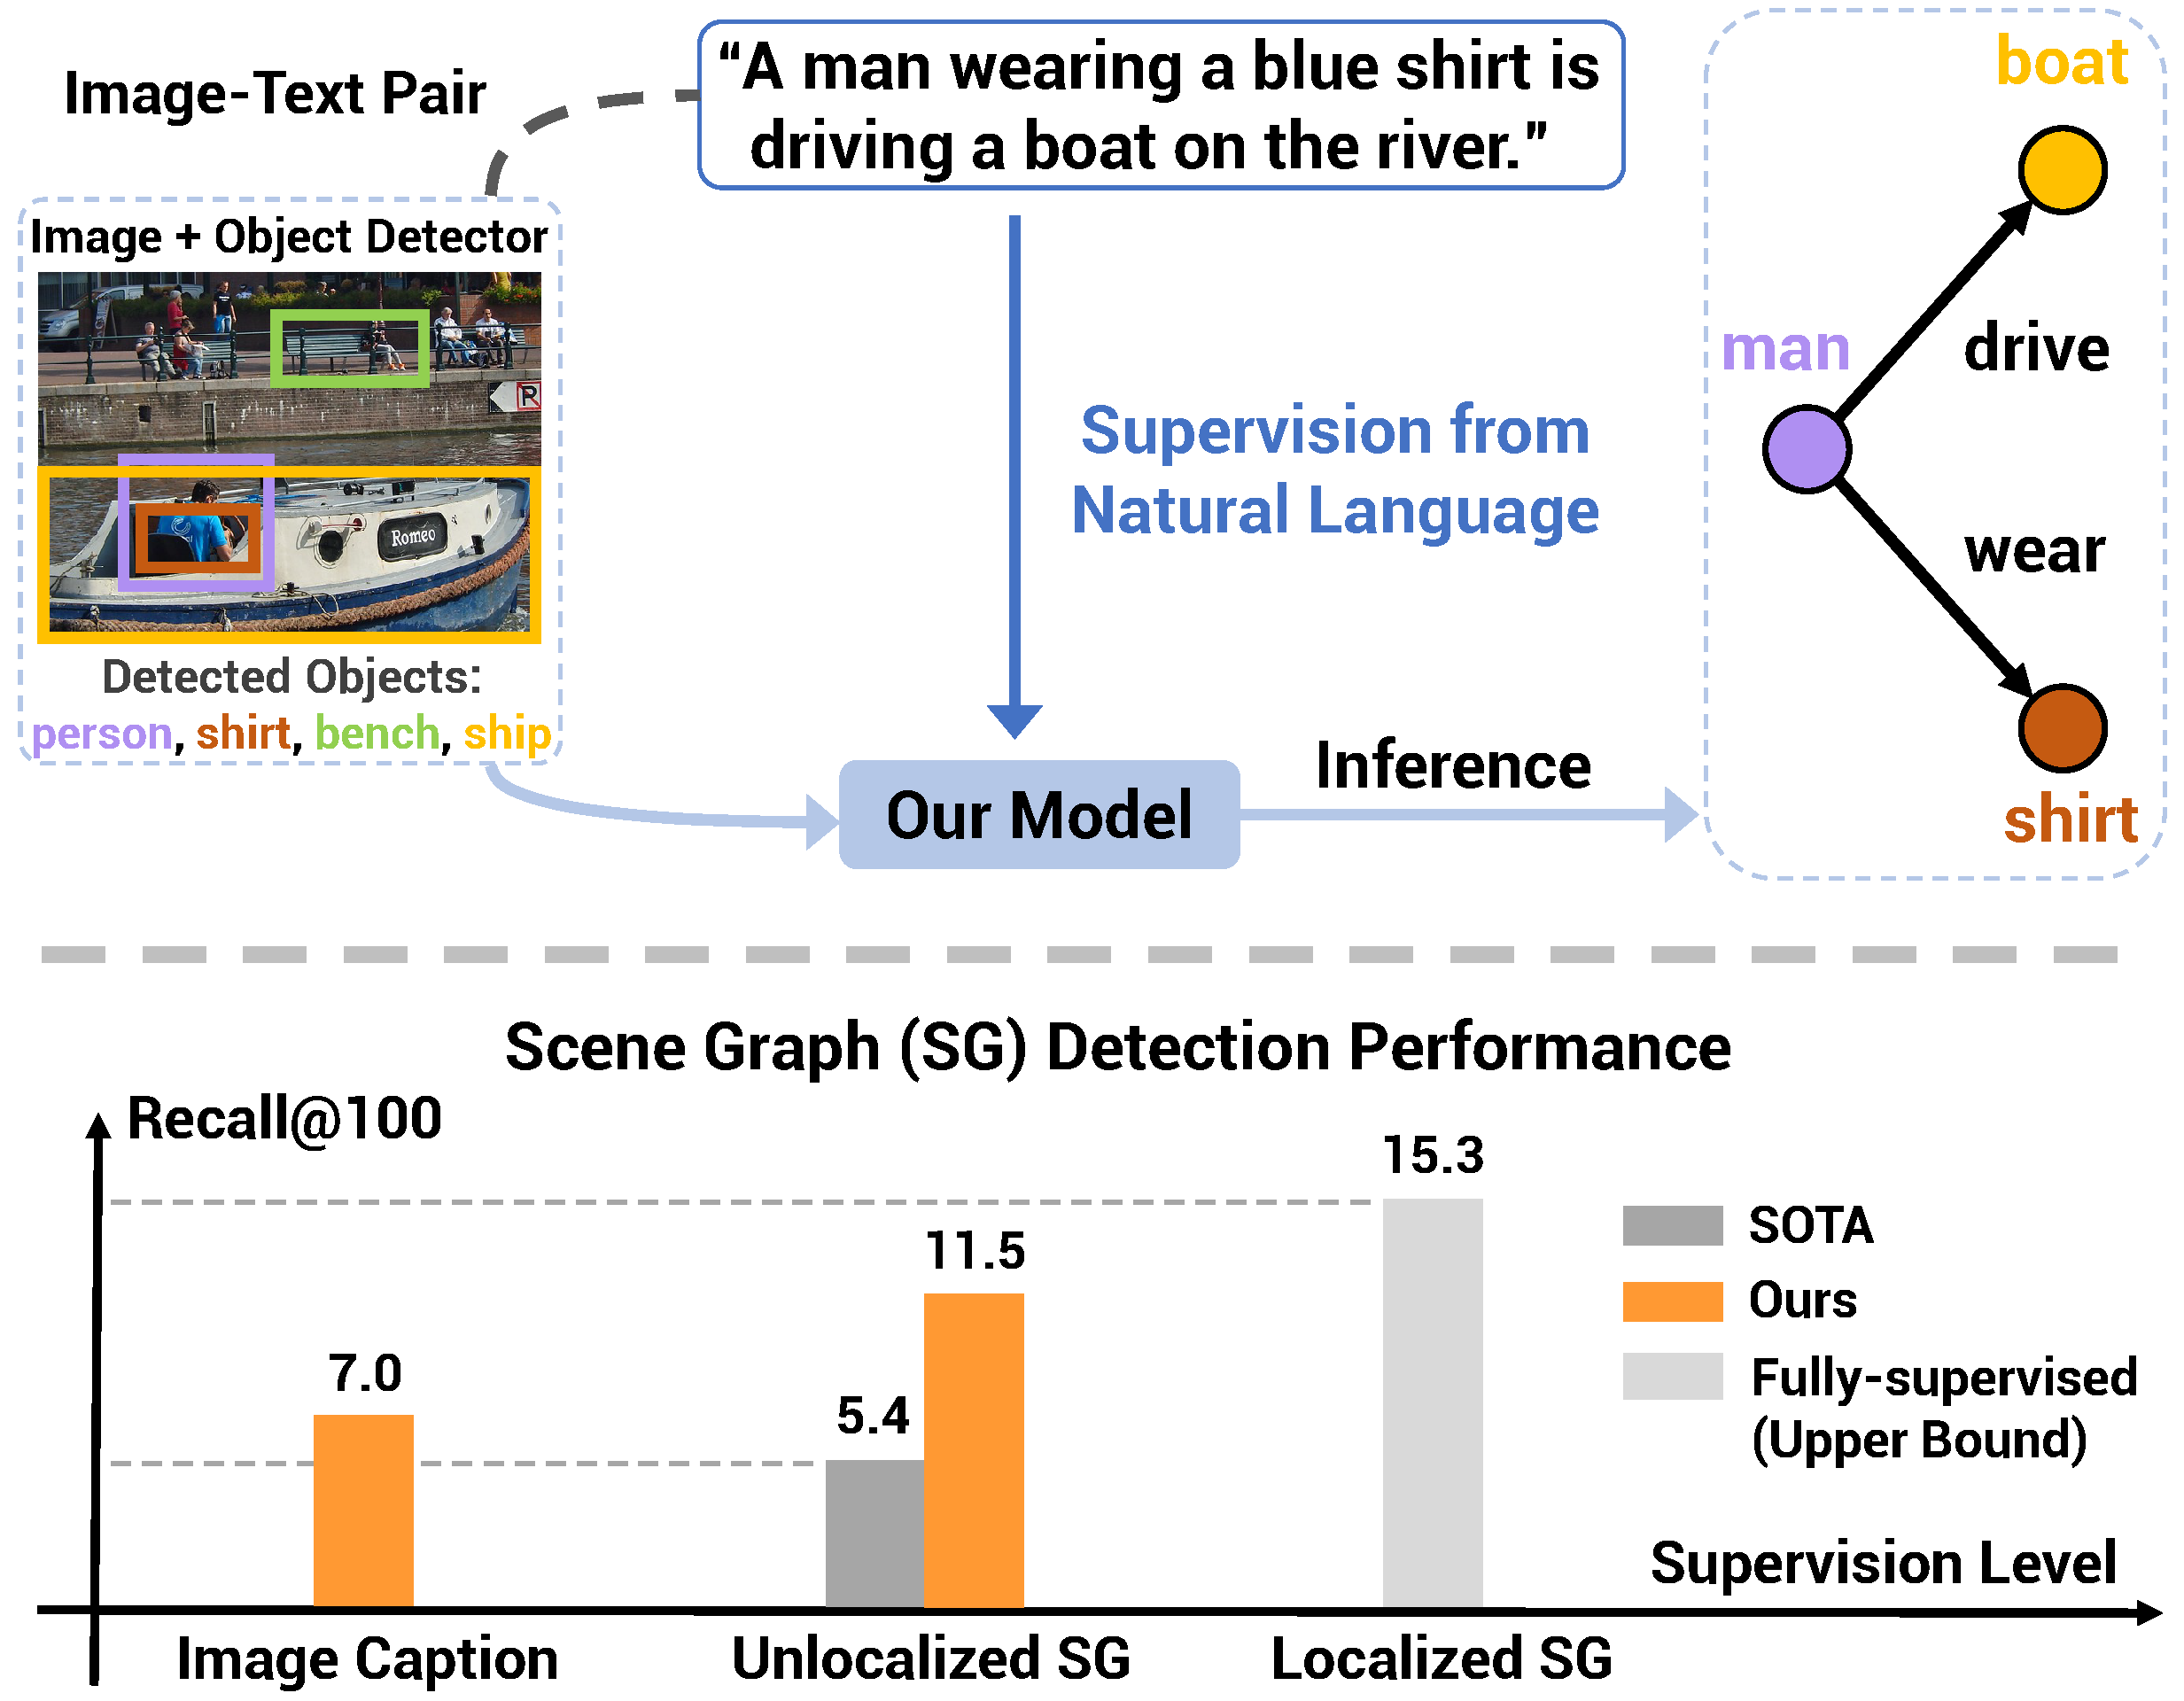 Image-Text Pair
“A man wearing a blue shirt is
driving a boat on the river.”
Image + Object Detector
P
Romeo
Detected Objects:
person, shirt, bench, ship
Supervision from
Natural Language
Our Model
Inference
boat
man
drive
wear
shirt
Scene Graph (SG) Detection Performance
Recall@100
7.0
5.4
11.5
15.3
SOTA
Ours
Fully-supervised
(Upper Bound)
Supervision Level
Image Caption
Unlocalized SG
Localized SG